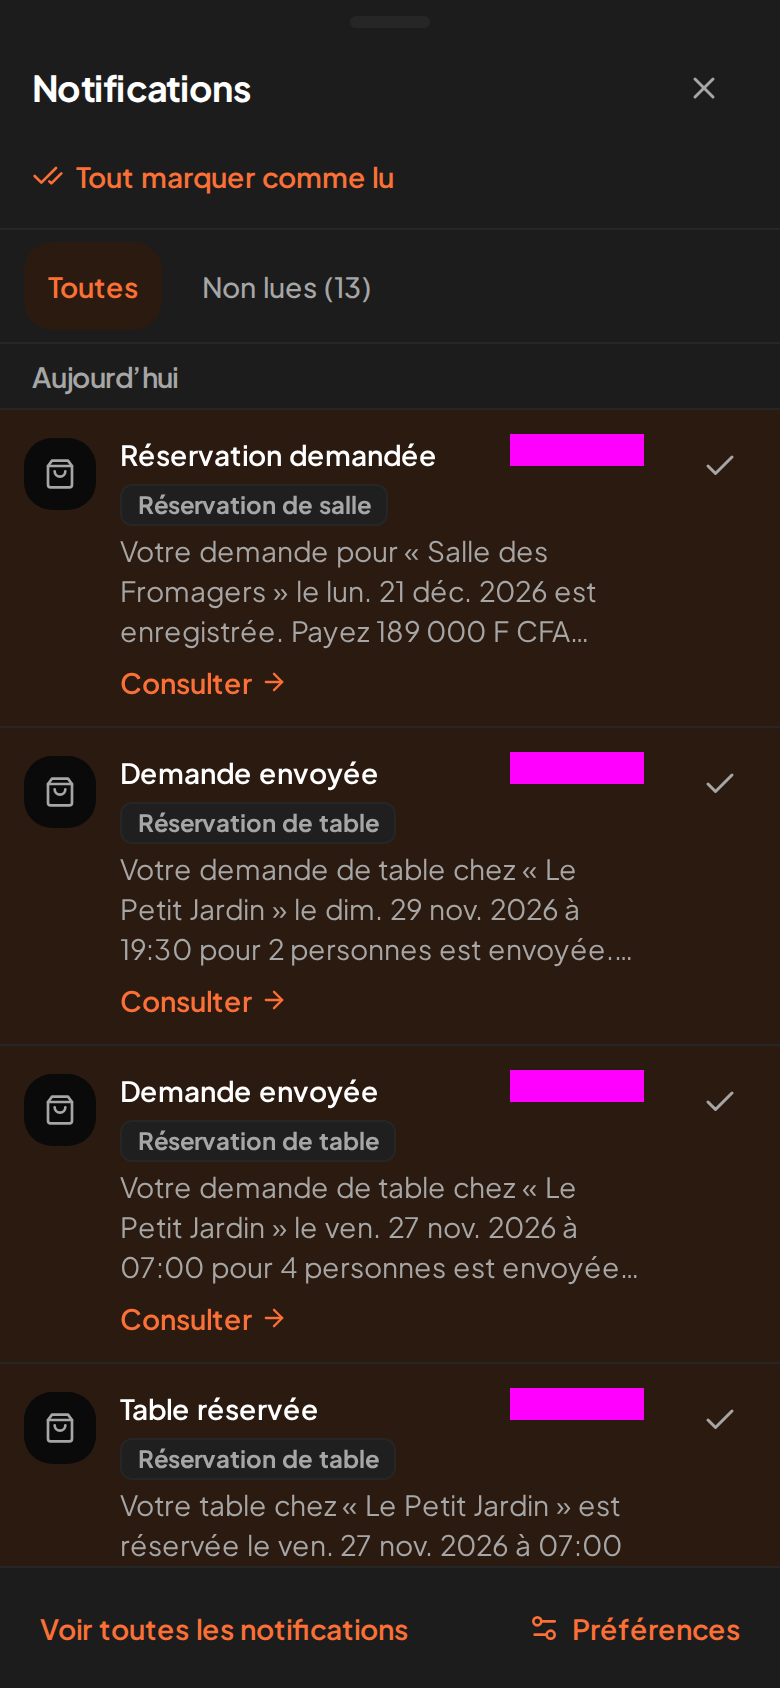 Notifications
Tout marquer comme lu
Toutes
Non lues (13)
Aujourd’hui
Réservation demandée
Réservation de salle
Votre demande pour « Salle des
Fromagers » le lun. 21 déc. 2026 est
enregistrée. Payez 189 000 F CFA…
Consulter
Demande envoyée
Réservation de table
Votre demande de table chez « Le
Petit Jardin » le dim. 29 nov. 2026 à
19:30 pour 2 personnes est envoyée.…
Consulter
Demande envoyée
Réservation de table
Votre demande de table chez « Le
Petit Jardin » le ven. 27 nov. 2026 à
07:00 pour 4 personnes est envoyée…
Consulter
Table réservée
Réservation de table
Votre table chez « Le Petit Jardin » est
réservée le ven. 27 nov. 2026 à 07:00
Voir toutes les notifications
Préférences